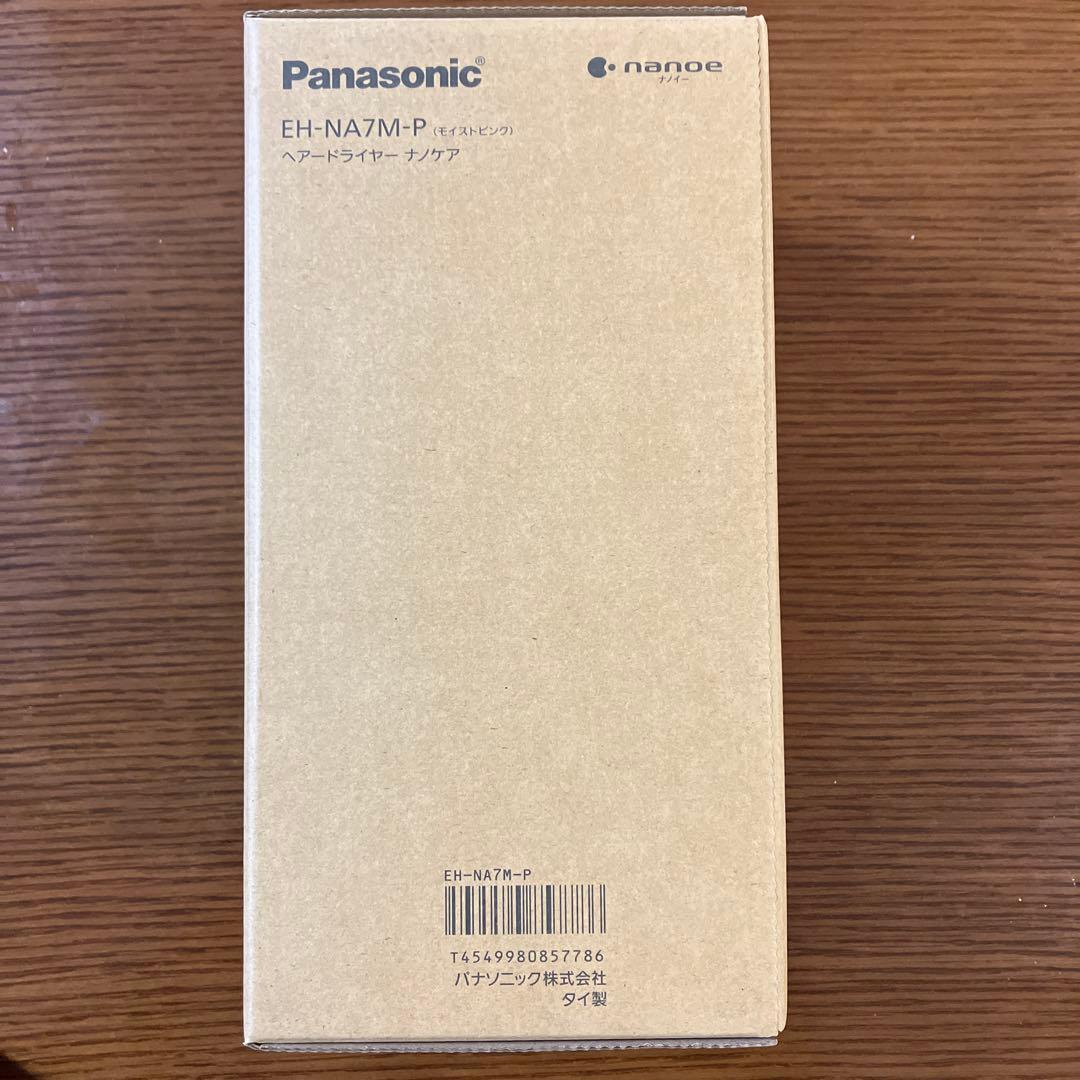 Panasonic®
nanoe
ナノイー
EH-NA7M-P (モイストピンク)
ヘアードライヤー ナノケア
EH-NA7M-P
T4549980857786
パナソニック株式会社
タイ製